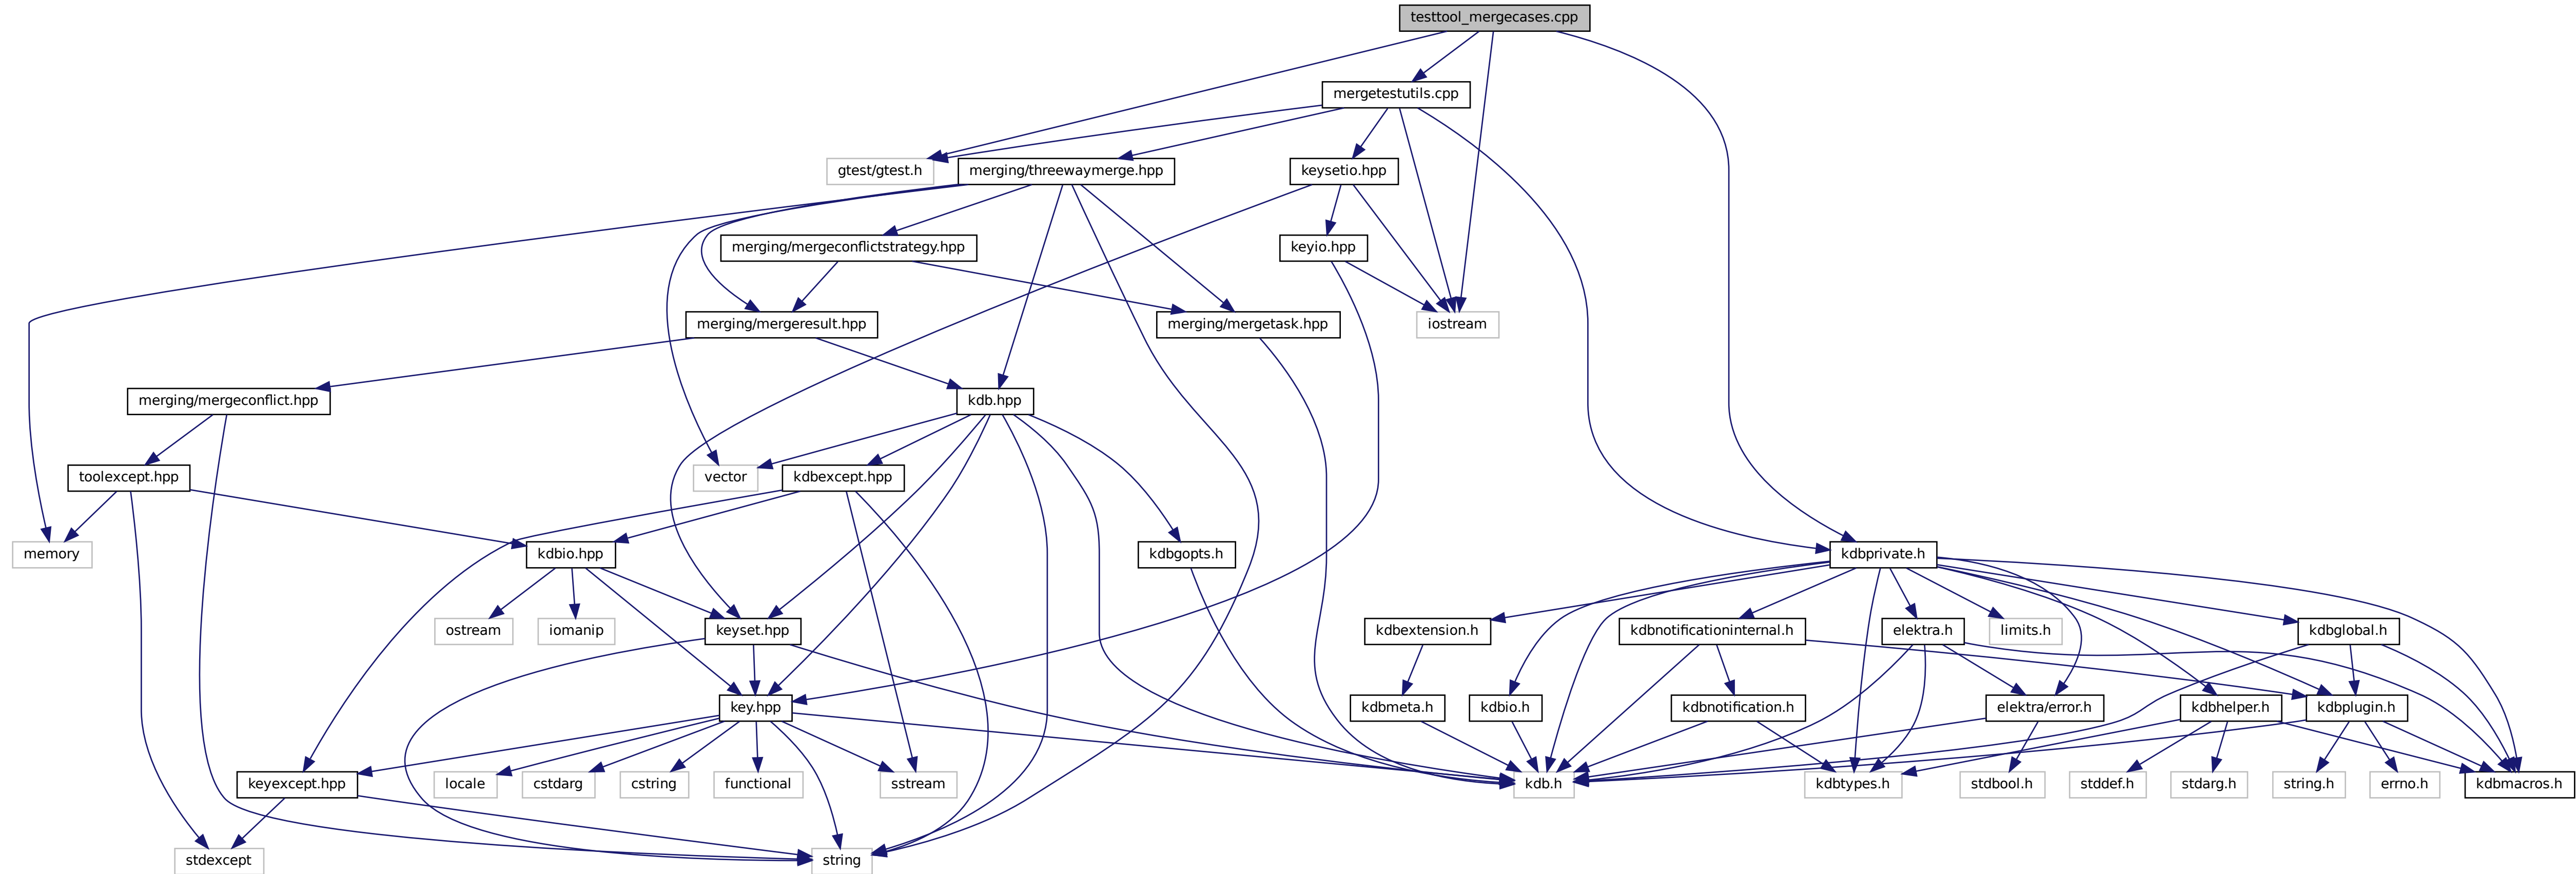 testtool_mergecases.cpp
mergetestutils.cpp
gtest/gtest.h
merging/threewaymerge.hpp
keysetio.hpp
merging/mergeconflictstrategy.hpp
keyio.hpp
merging/mergeresult.hpp
merging/mergetask.hpp
iostream
merging/mergeconflict.hpp
kdb.hpp
toolexcept.hpp
vector
kdbexcept.hpp
memory
kdbio.hpp
kdbgopts.h
kdbprivate.h
ostream
iomanip
keyset.hpp
kdbextension.h
kdbnotificationinternal.h
elektra.h
limits.h
kdbglobal.h
key.hpp
kdbmeta.h
kdbio.h
kdbnotification.h
elektra/error.h
kdbhelper.h
kdbplugin.h
keyexcept.hpp
locale
cstdarg
cstring
functional
sstream
kdb.h
kdbtypes.h
stdbool.h
stddef.h
stdarg.h
string.h
errno.h
kdbmacros.h
stdexcept
string